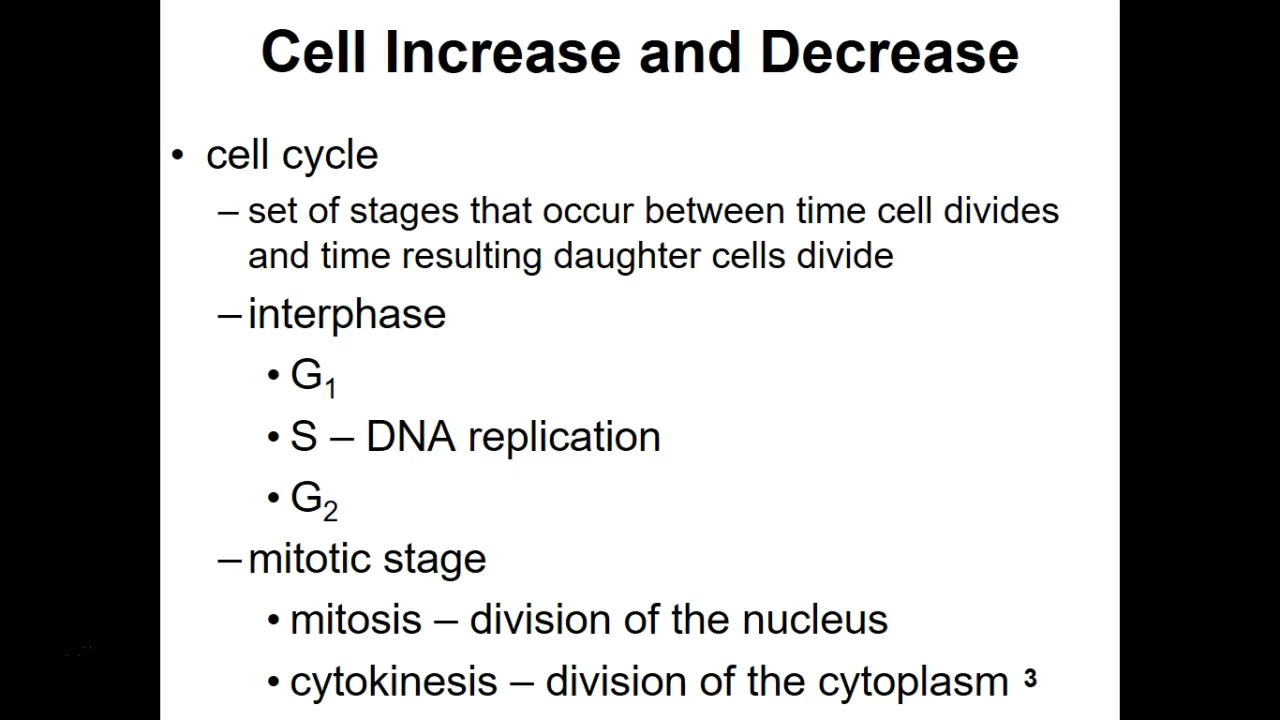 Cell Increase and Decrease
• cell cycle
– set of stages that occur between time cell divides
and time resulting daughter cells divide
– interphase
• G₁
• S – DNA replication
• G₂
– mitotic stage
• mitosis – division of the nucleus
• cytokinesis – division of the cytoplasm 3